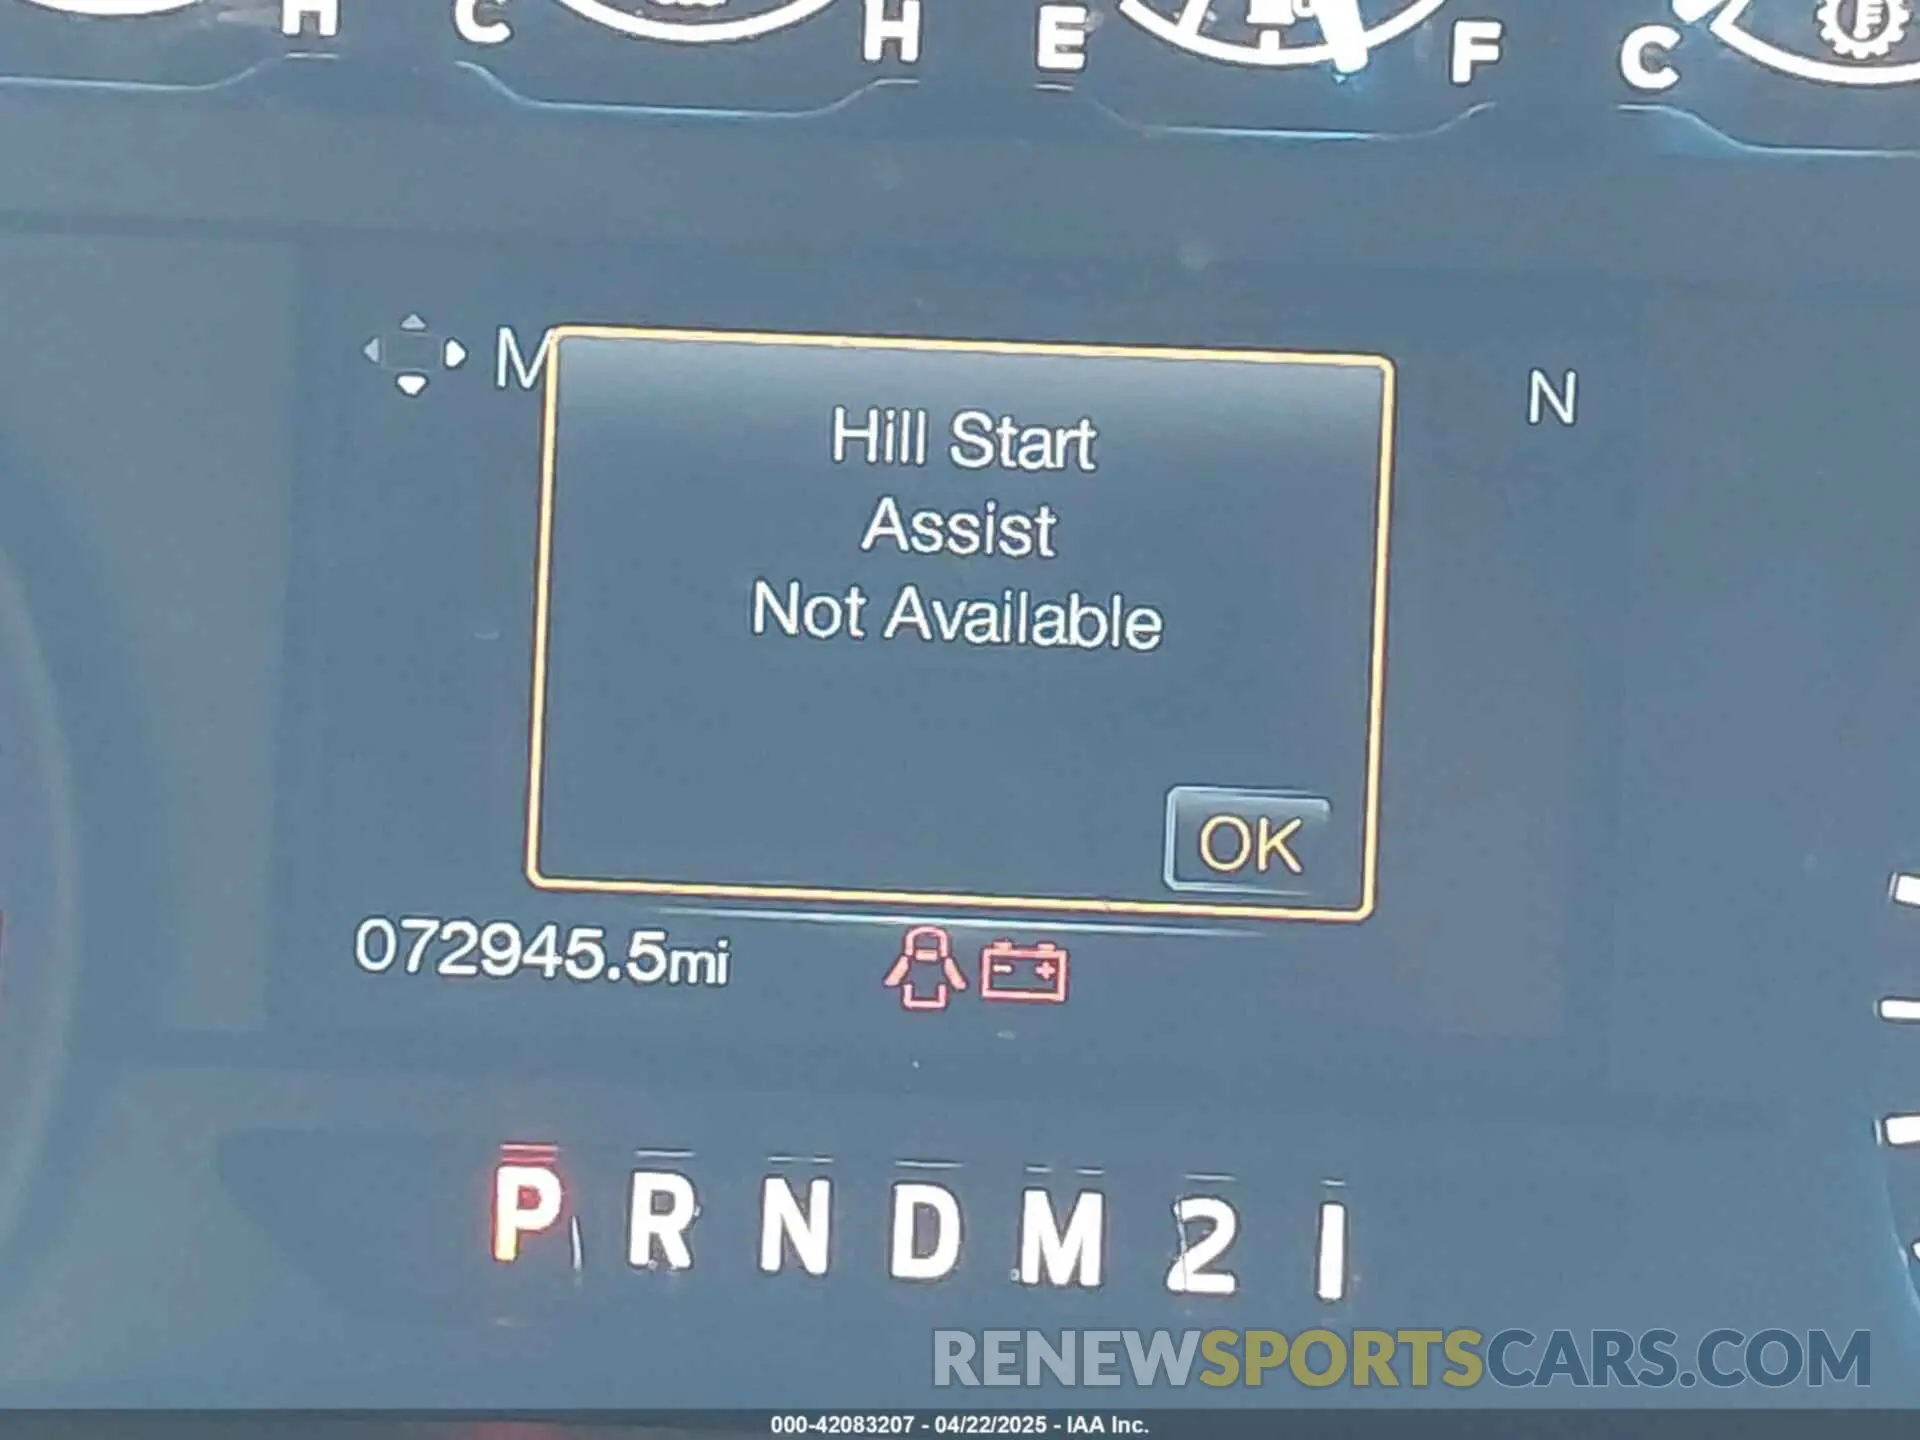 H C H E F C
M N
Hill Start
Assist
Not Available
OK
072945.5mi
P R N D M 2 1
RENEWSPORTSCARS.COM
000-42083207 - 04/22/2025 - IAA Inc.